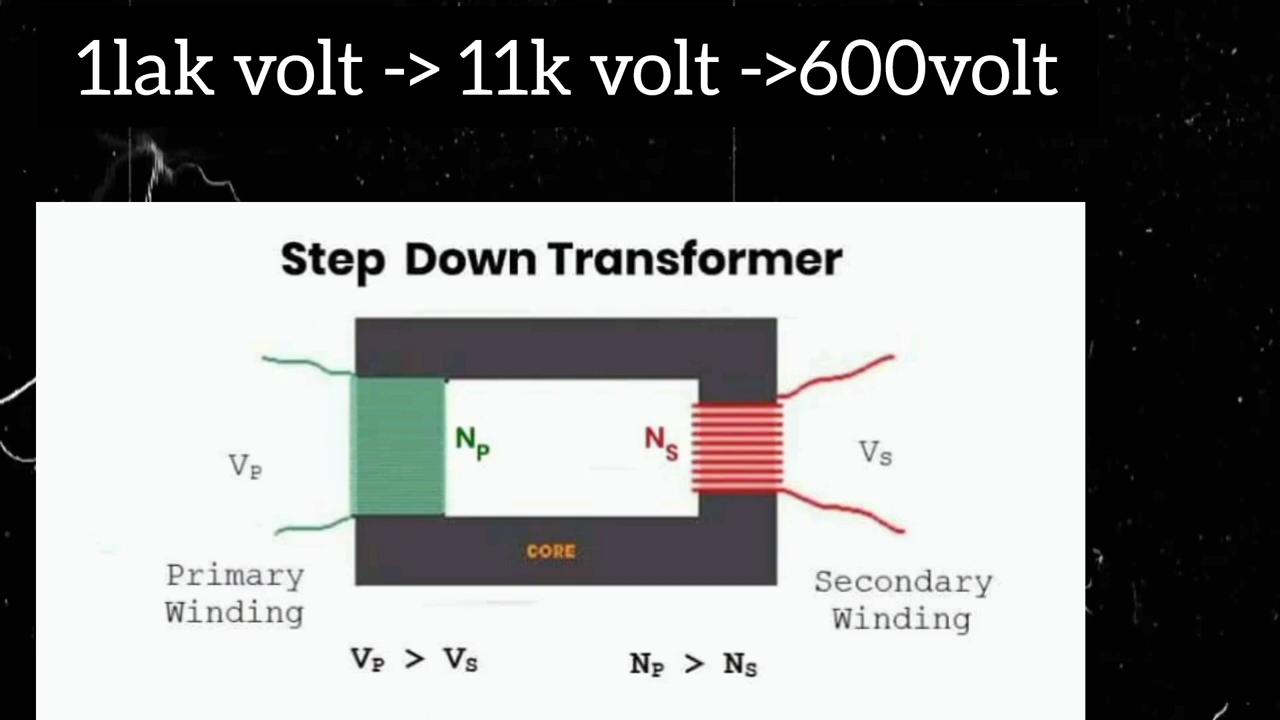 1lak volt -> 11k volt ->600volt
Step Down Transformer
NP
NS
VP
VS
CORE
Primary
Winding
Secondary
Winding
VP > VS
NP > NS